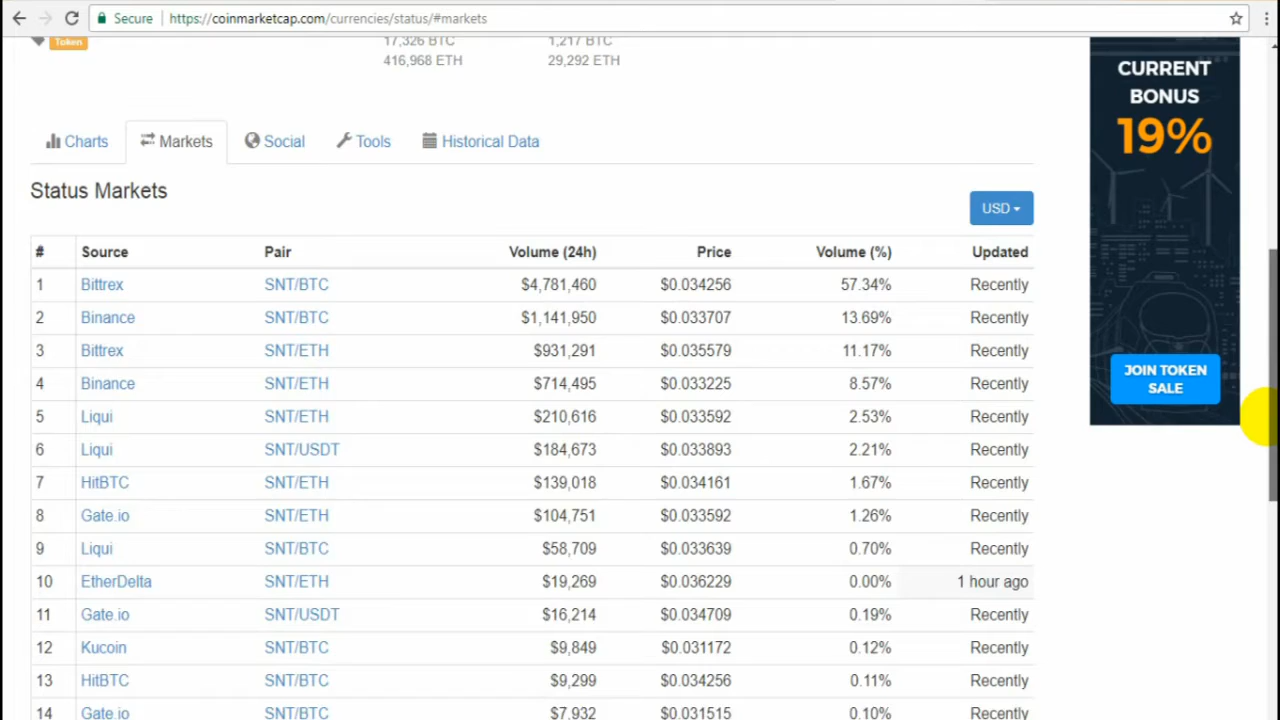 Secure | https://coinmarketcap.com/currencies/status/#markets
Token 17,326 BTC 1,217 BTC
416,968 ETH 29,292 ETH
CURRENT
BONUS
19%
Charts Markets Social Tools Historical Data
Status Markets
USD
# Source Pair Volume (24h) Price Volume (%) Updated
1 Bittrex SNT/BTC $4,781,460 $0.034256 57.34% Recently
2 Binance SNT/BTC $1,141,950 $0.033707 13.69% Recently
3 Bittrex SNT/ETH $931,291 $0.035579 11.17% Recently
4 Binance SNT/ETH $714,495 $0.033225 8.57% Recently
JOIN TOKEN
SALE
5 Liqui SNT/ETH $210,616 $0.033592 2.53% Recently
6 Liqui SNT/USDT $184,673 $0.033893 2.21% Recently
7 HitBTC SNT/ETH $139,018 $0.034161 1.67% Recently
8 Gate.io SNT/ETH $104,751 $0.033592 1.26% Recently
9 Liqui SNT/BTC $58,709 $0.033639 0.70% Recently
10 EtherDelta SNT/ETH $19,269 $0.036229 0.00% 1 hour ago
11 Gate.io SNT/USDT $16,214 $0.034709 0.19% Recently
12 Kucoin SNT/BTC $9,849 $0.031172 0.12% Recently
13 HitBTC SNT/BTC $9,299 $0.034256 0.11% Recently
14 Gate.io SNT/BTC $7,932 $0.031515 0.10% Recently